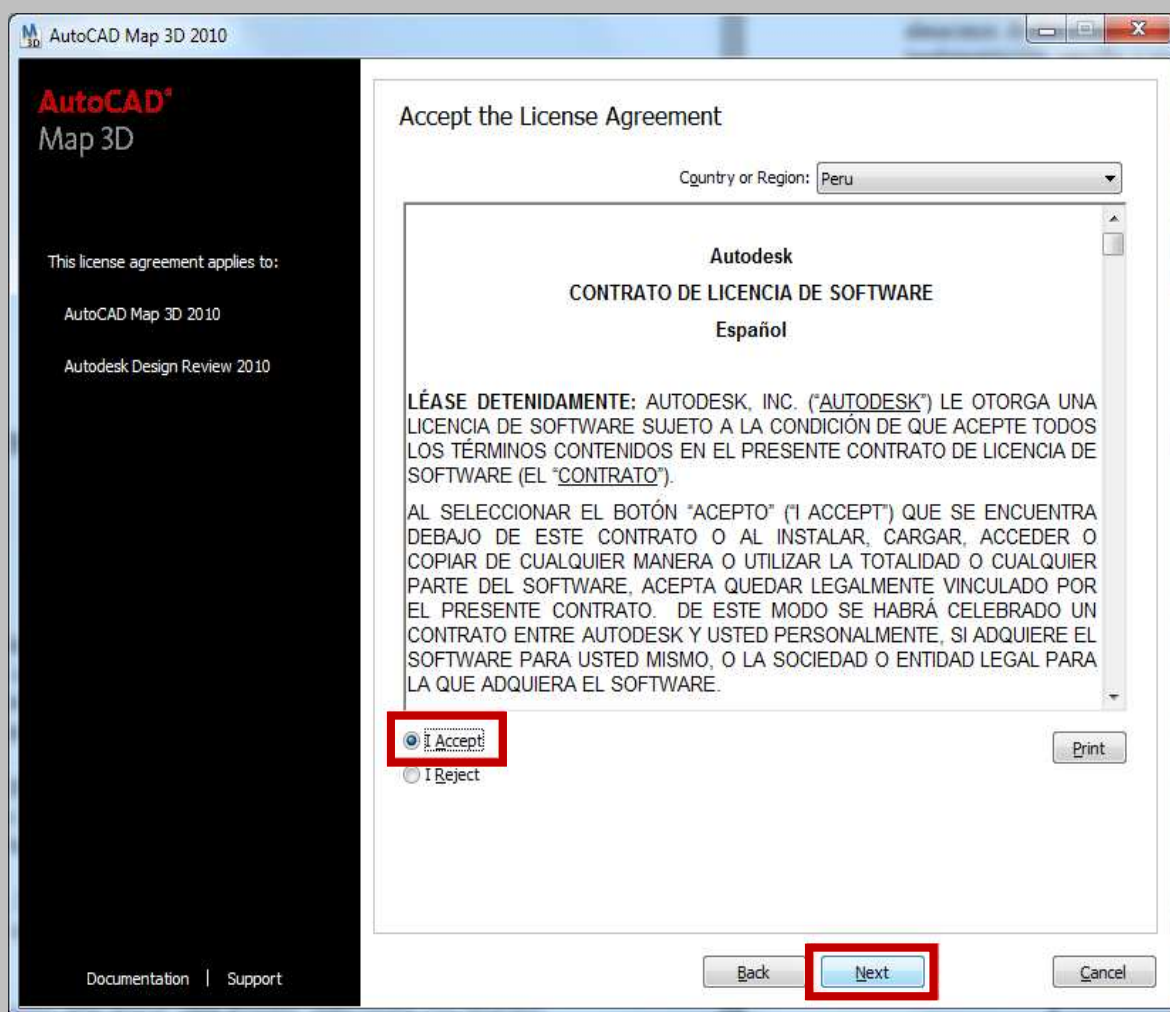 AutoCAD Map 3D 2010
AutoCAD®
Map 3D
This license agreement applies to:
AutoCAD Map 3D 2010
Autodesk Design Review 2010
Documentation | Support
Accept the License Agreement
Country or Region: Peru
Autodesk
CONTRATO DE LICENCIA DE SOFTWARE
Español
LÉASE DETENIDAMENTE: AUTODESK, INC. (“AUTODESK”) LE OTORGA UNA
LICENCIA DE SOFTWARE SUJETO A LA CONDICIÓN DE QUE ACEPTE TODOS
LOS TÉRMINOS CONTENIDOS EN EL PRESENTE CONTRATO DE LICENCIA DE
SOFTWARE (EL “CONTRATO”).
AL SELECCIONAR EL BOTÓN “ACEPTO” (“I ACCEPT”) QUE SE ENCUENTRA
DEBAJO DE ESTE CONTRATO O AL INSTALAR, CARGAR, ACCEDER O
COPIAR DE CUALQUIER MANERA O UTILIZAR LA TOTALIDAD O CUALQUIER
PARTE DEL SOFTWARE, ACEPTA QUEDAR LEGALMENTE VINCULADO POR
EL PRESENTE CONTRATO. DE ESTE MODO SE HABRÁ CELEBRADO UN
CONTRATO ENTRE AUTODESK Y USTED PERSONALMENTE, SI ADQUIERE EL
SOFTWARE PARA USTED MISMO, O LA SOCIEDAD O ENTIDAD LEGAL PARA
LA QUE ADQUIERA EL SOFTWARE.
I Accept
Print
I Reject
Back
Next
Cancel